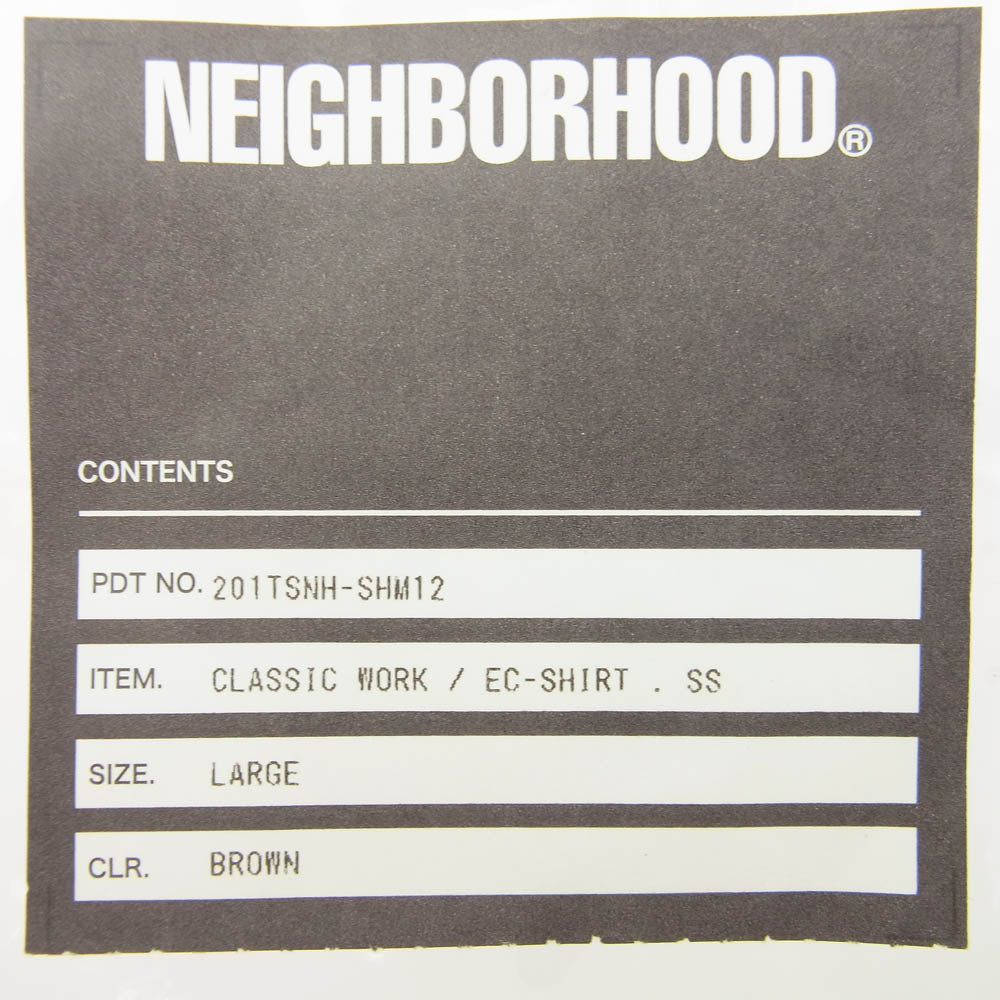 NEIGHBORHOOD®
CONTENTS
PDT NO. 201TSNH-SHM12
ITEM. CLASSIC WORK / EC-SHIRT . SS
SIZE. LARGE
CLR. BROWN